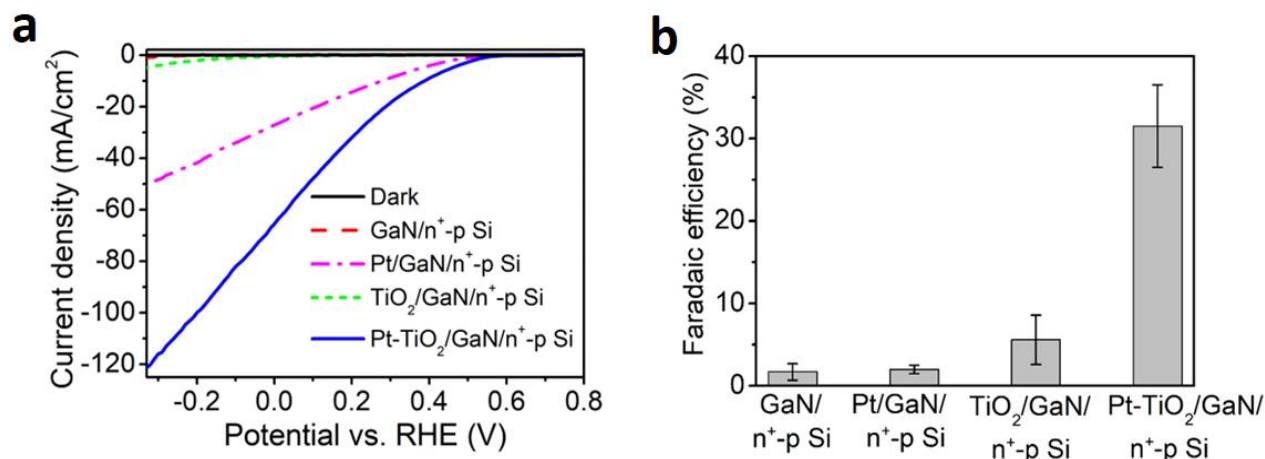 a
0
-20
-40
-60
-80
-100
-120
Current density (mA/cm²)
Dark
GaN/n⁺-p Si
Pt/GaN/n⁺-p Si
TiO₂/GaN/n⁺-p Si
Pt-TiO₂/GaN/n⁺-p Si
-0.2 0.0 0.2 0.4 0.6 0.8
Potential vs. RHE (V)
b
40
30
20
10
0
Faradaic efficiency (%)
GaN/ Pt/GaN/ TiO₂/GaN/ Pt-TiO₂/GaN/
n⁺-p Si n⁺-p Si n⁺-p Si n⁺-p Si